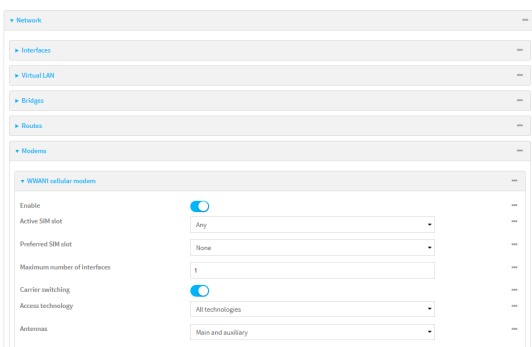 Network
Interfaces
Virtual LAN
Bridges
Routes
Modems
WWAN1 cellular modem
Enable
Active SIM slot Any
Preferred SIM slot None
Maximum number of interfaces 1
Carrier switching
Access technology All technologies
Antennas Main and auxiliary